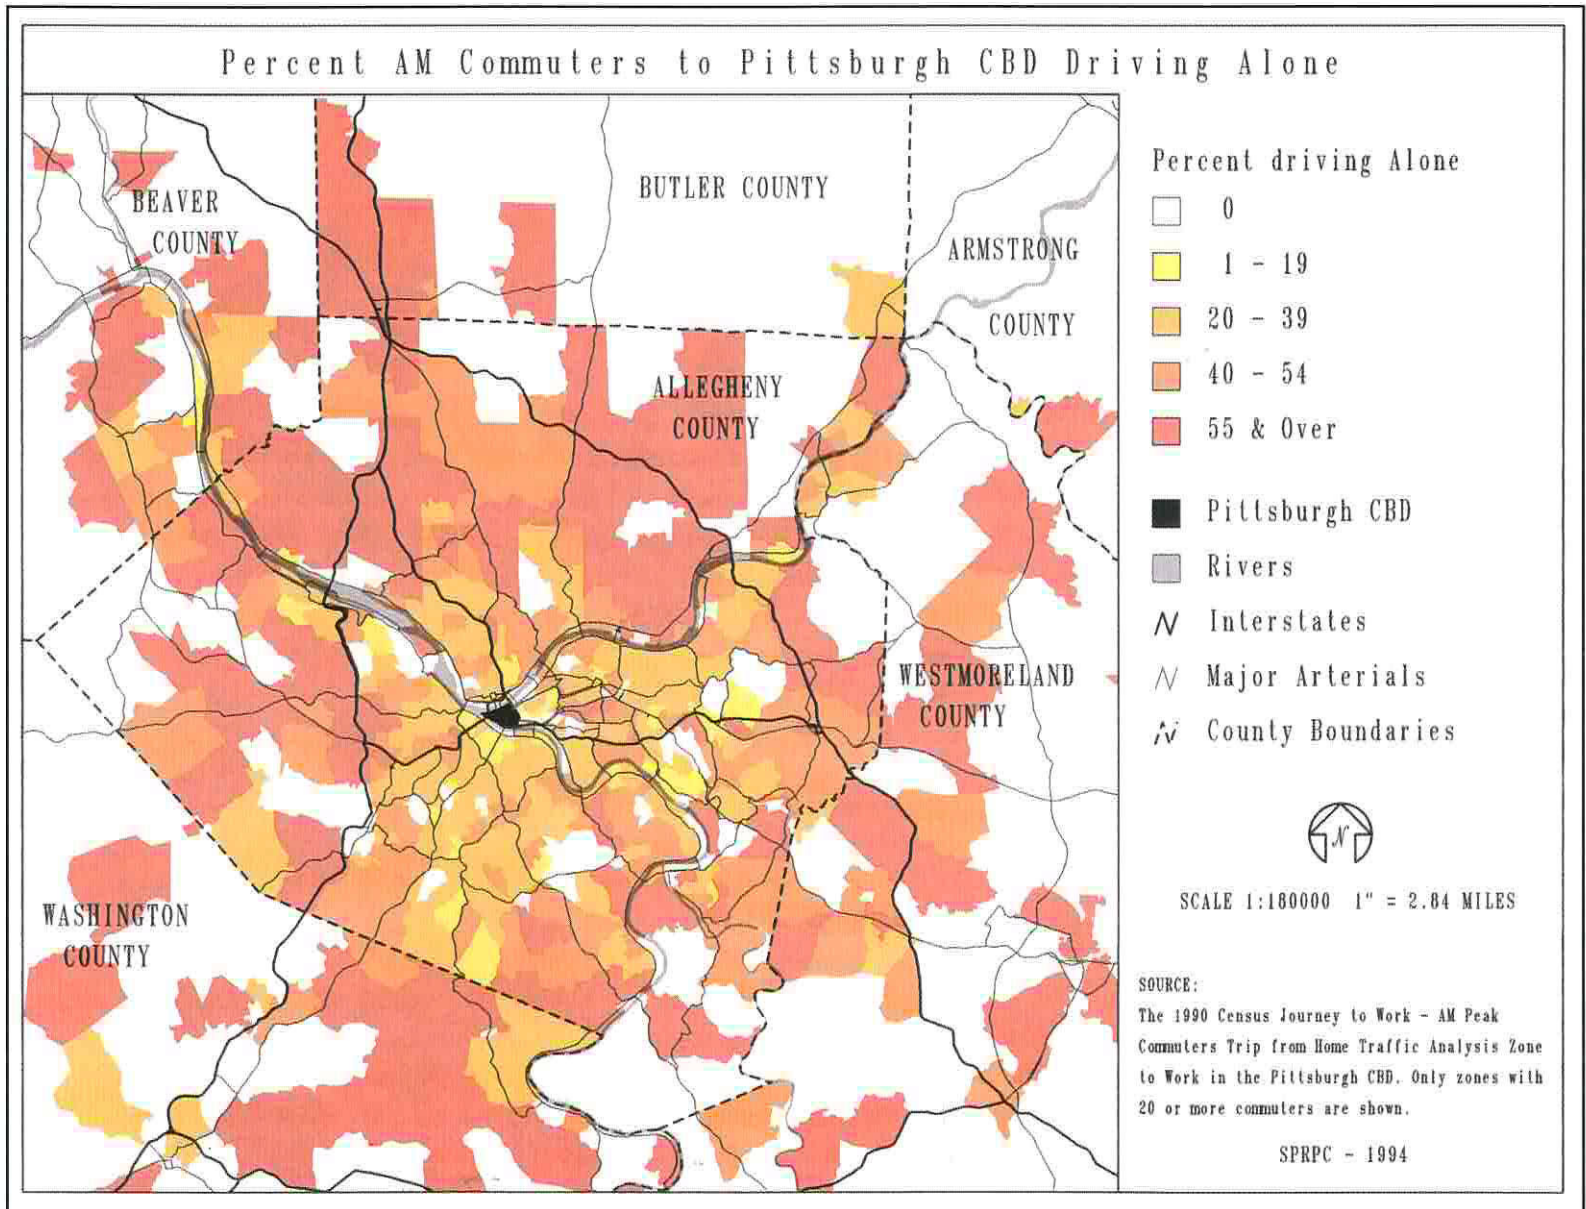 Percent AM Commuters to Pittsburgh CBD Driving Alone
BEAVER
COUNTY
BUTLER COUNTY
ARMSTRONG
COUNTY
ALLEGHENY
COUNTY
WESTMORELAND
COUNTY
WASHINGTON
COUNTY
Percent driving Alone
0
1 - 19
20 - 39
40 - 54
55 & Over
Pittsburgh CBD
Rivers
Interstates
Major Arterials
County Boundaries
N
SCALE 1:180000 1" = 2.84 MILES
SOURCE:
The 1990 Census Journey to Work - AM Peak
Commuters Trip from Home Traffic Analysis Zone
to Work in the Pittsburgh CBD. Only zones with
20 or more commuters are shown.
SPRPC - 1994